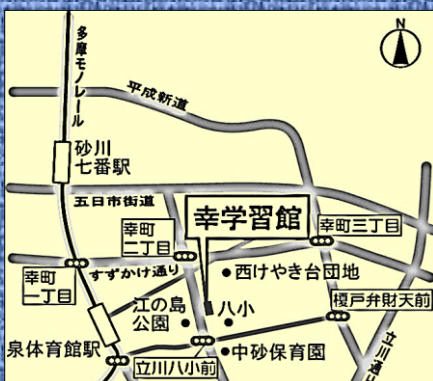 N
多摩モノレール
平成新道
砂川
七番駅
五日市街道
幸学習館
幸町
二丁目
幸町三丁目
幸町
一丁目
すずかけ通り
西けやき台団地
江の島
公園
八小
榎戸弁財天前
泉体育館駅
立川八小前
中砂保育園
立川通り